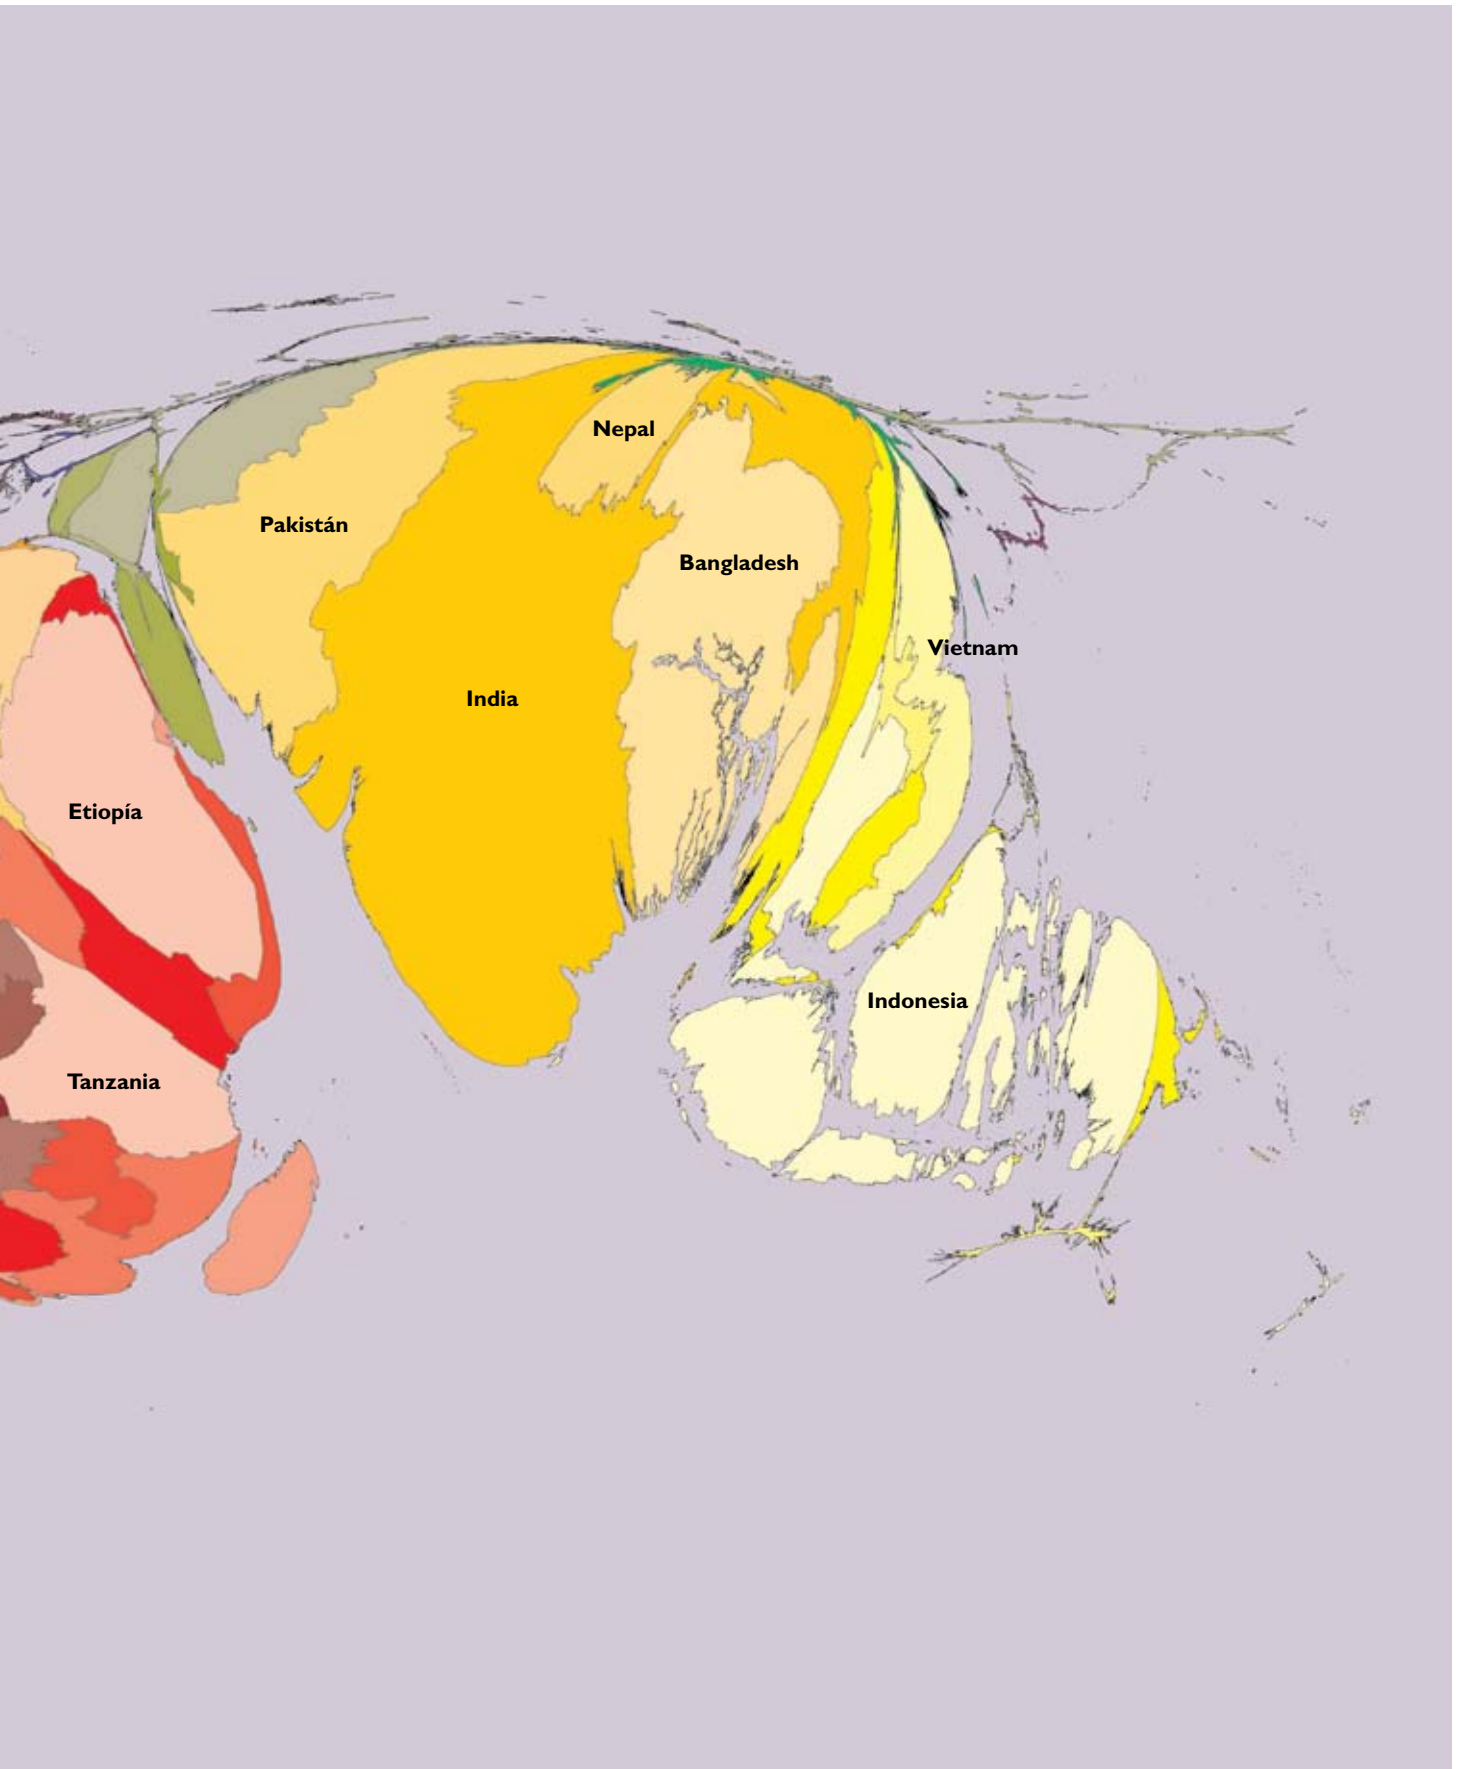 Nepal
Pakistán
Bangladesh
Vietnam
India
Etiopía
Indonesia
Tanzania